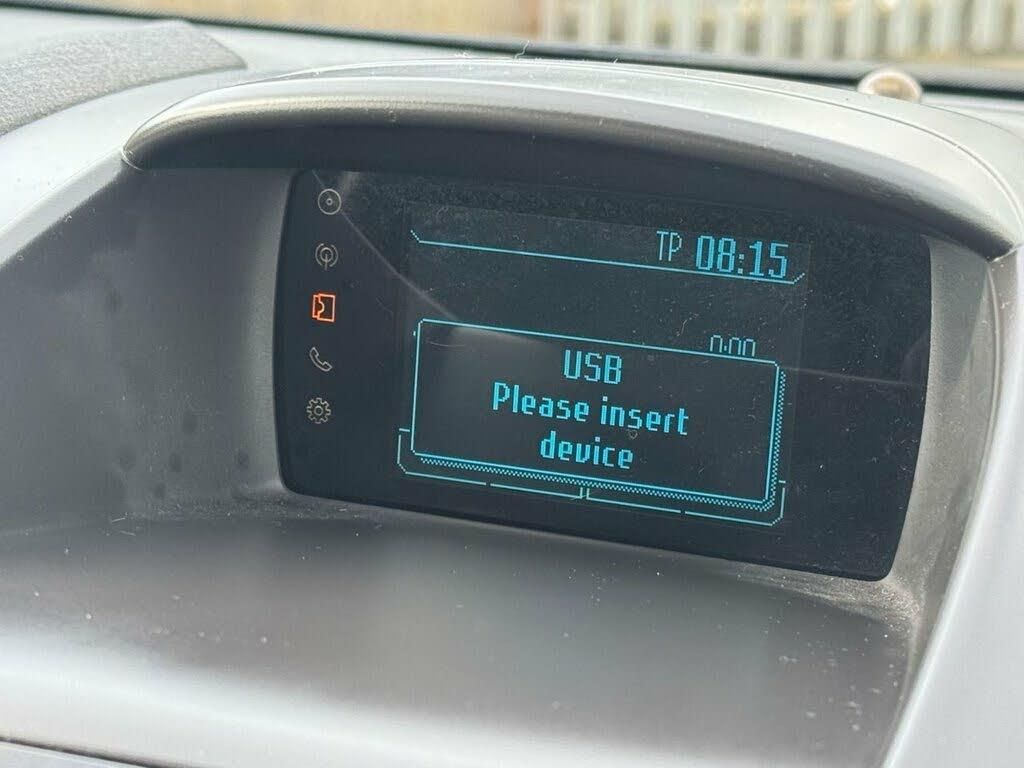 TP 08:15
0:00
USB
Please insert
device